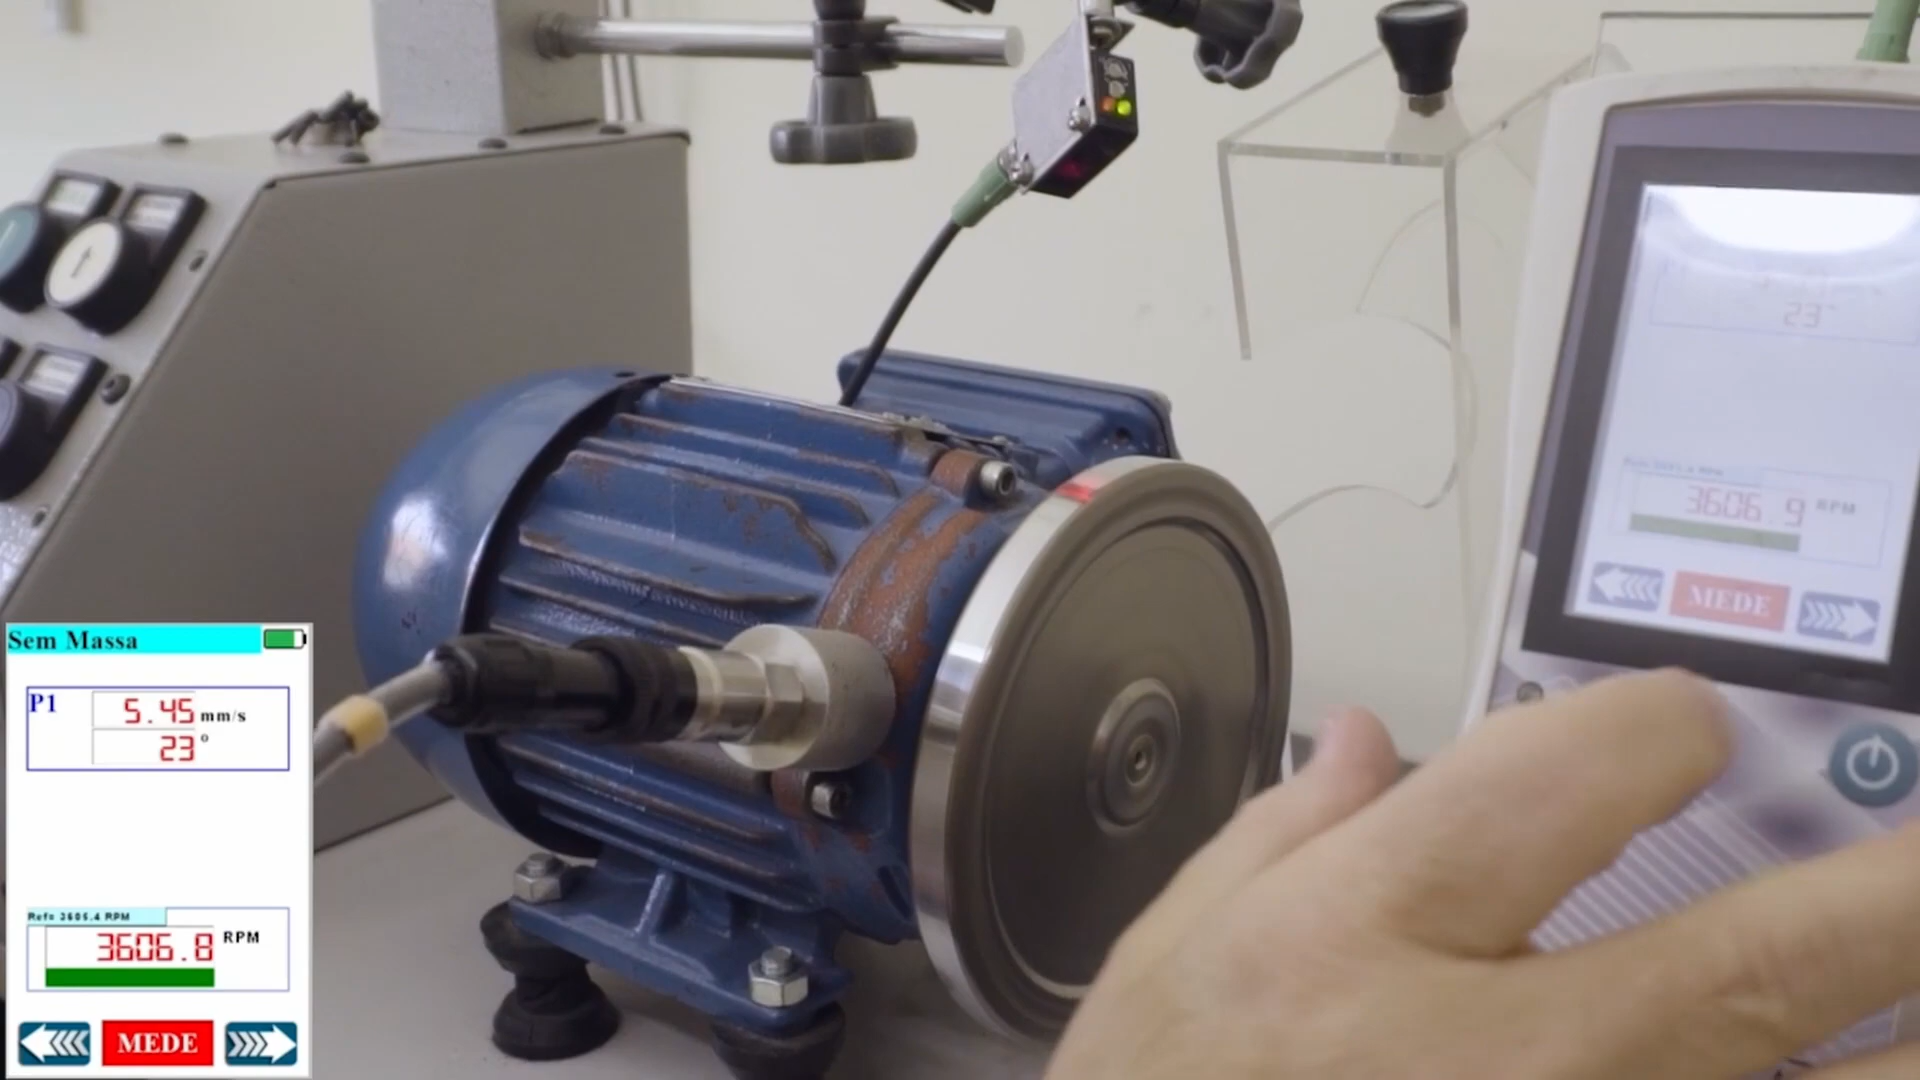 Sem Massa
P1
5.45 mm/s
23 °
Ref= 3605.4 RPM
3606.8 RPM
MEDE
23°
3606.9 RPM
MEDE